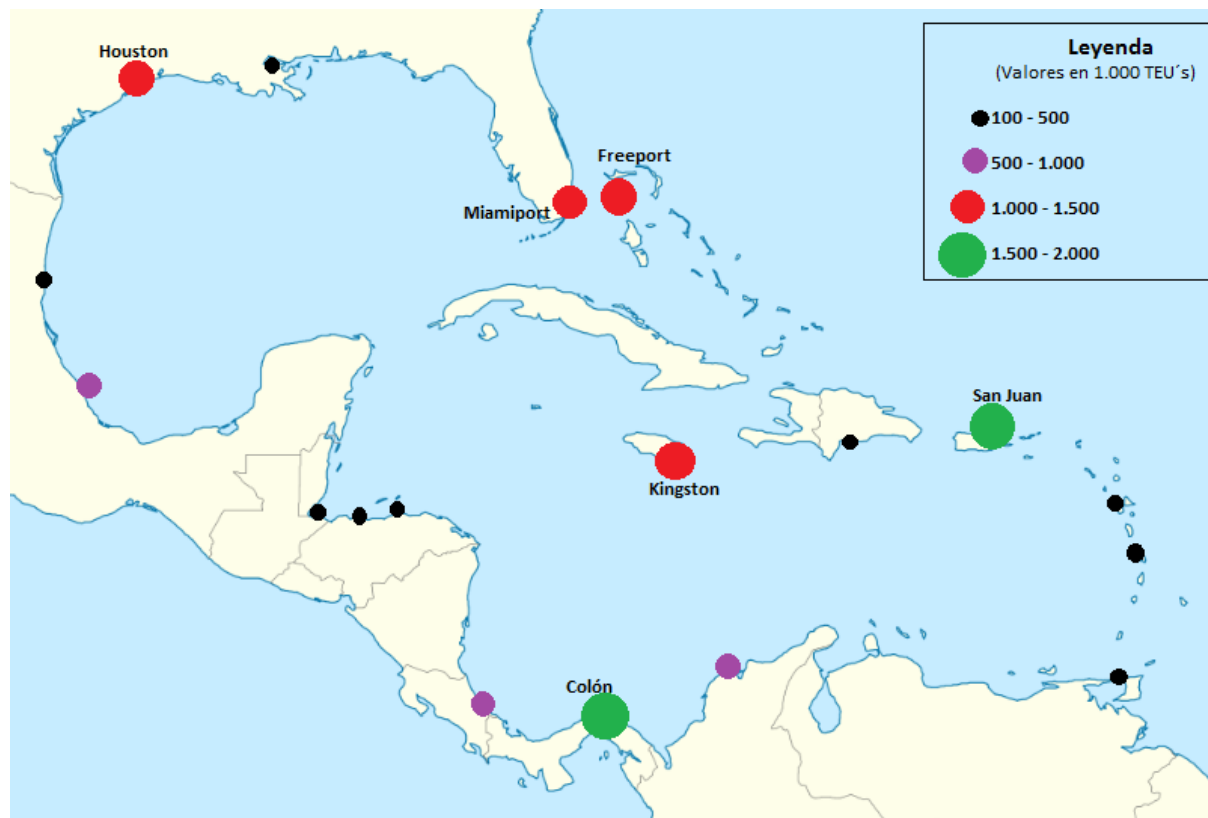 Houston
Freeport
Miamiport
San Juan
Kingston
Colón
Leyenda
(Valores en 1.000 TEU´s)
100 - 500
500 - 1.000
1.000 - 1.500
1.500 - 2.000